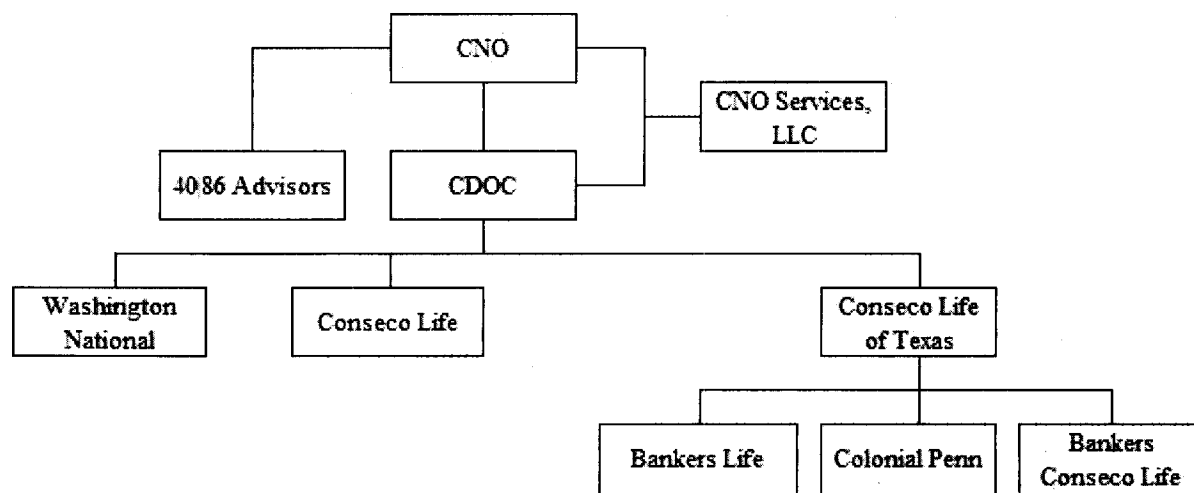 CNO
CNO Services,
LLC
40|86 Advisors
CDOC
Washington
National
Conseco Life
Conseco Life
of Texas
Bankers Life
Colonial Penn
Bankers
Conseco Life